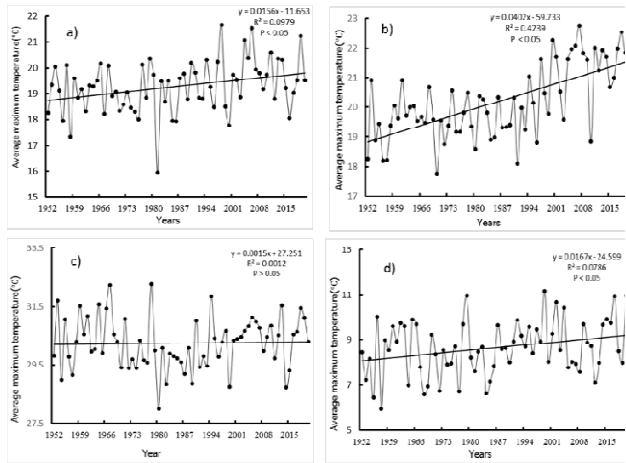 a)
y = 0.0156x - 11.653
R² = 0.0979
P < 0.05
Average maximum temperature(°C)
23
22
21
20
19
18
17
16
15
1952 1959 1966 1973 1980 1987 1994 2001 2008 2015
Years
b)
y = 0.0402x - 59.733
R² =
P < 0.05
Average maximum temperature(°C)
23
22
21
20
19
18
17
1952 1959 1966 1973 1980 1987 1994 2001 2008 2015
Years
c)
y = 0.0015x + 27.251
R² = 0.0012
P > 0.05
Average maximum temperature(°C)
33.5
31.5
29.5
27.5
1952 1959 1966 1973 1980 1987 1994 2001 2008 2015
Year
d)
y = 0.0167x - 24.599
R² = 0.0786
P < 0.05
Average maximum temperature(°C)
13
11
9
7
5
1952 1959 1966 1973 1980 1987 1994 2001 2008 2015
Years